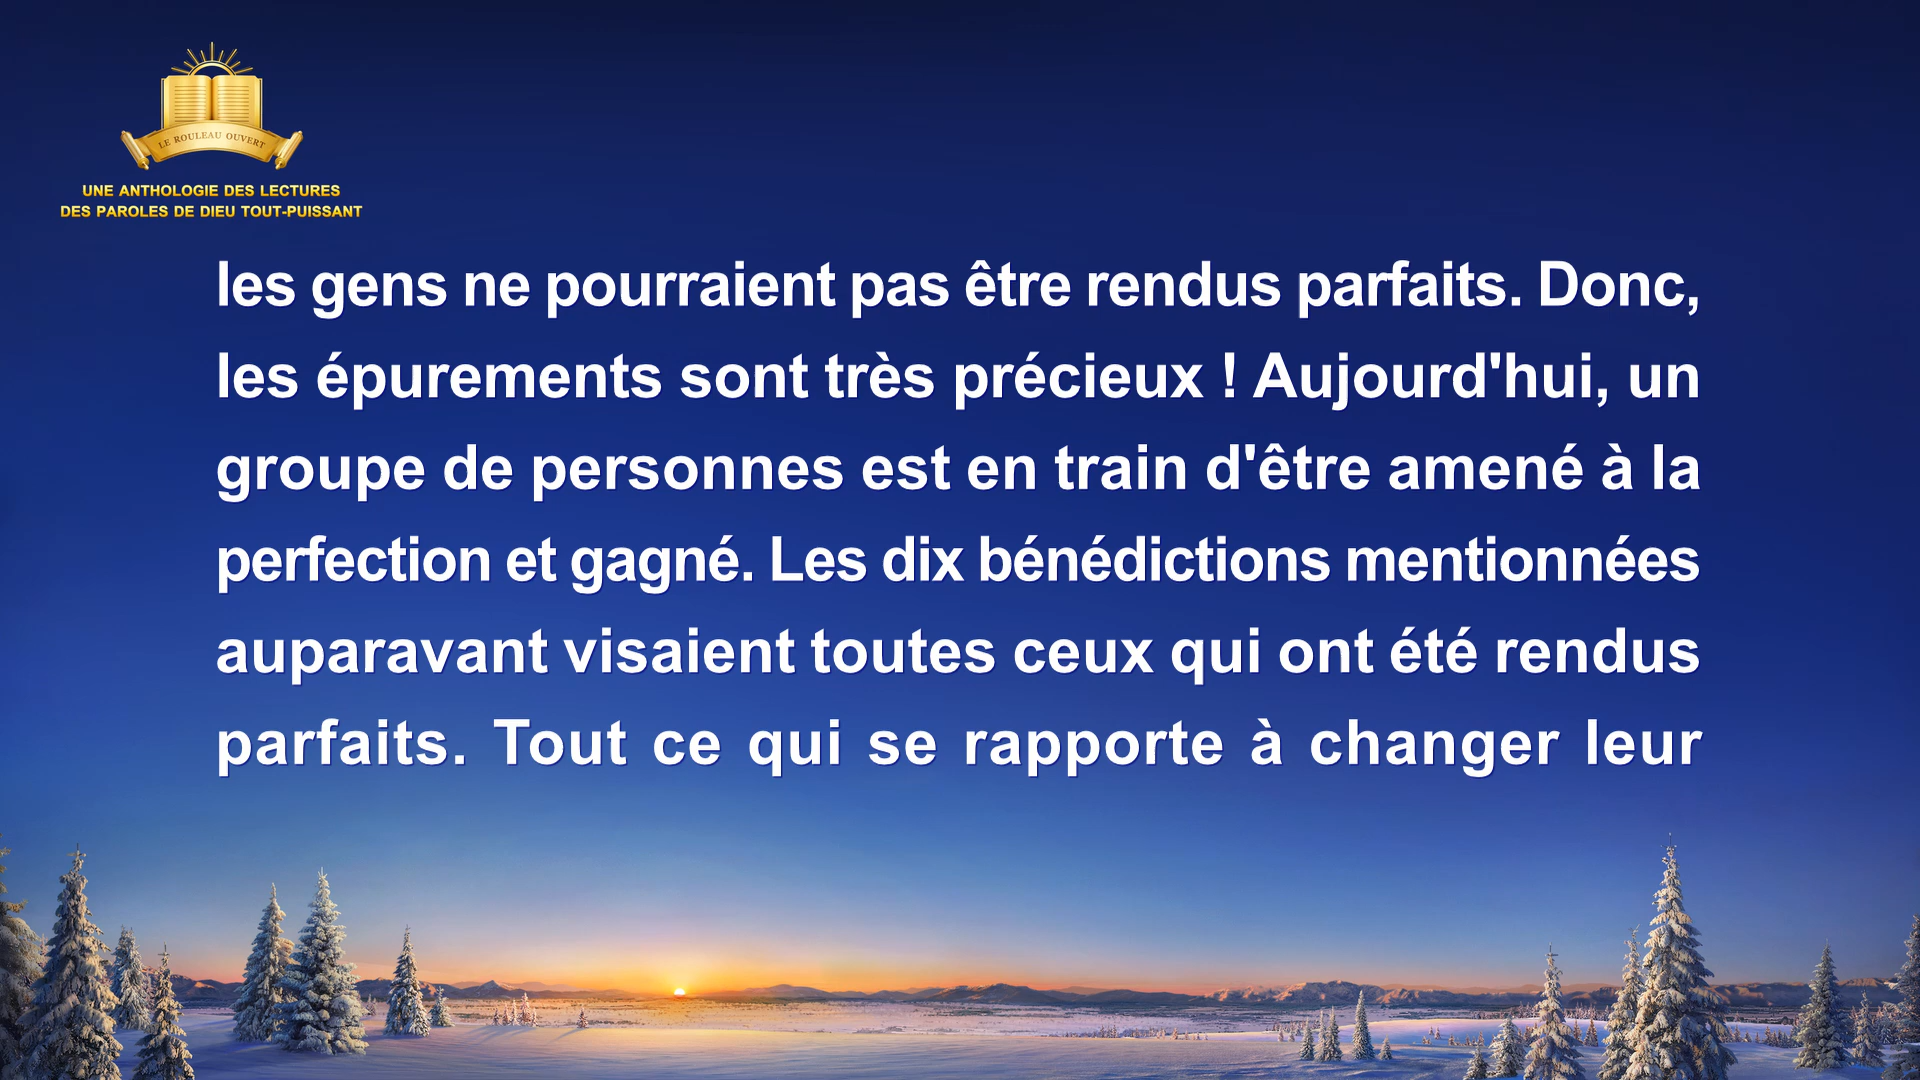 LE ROULEAU OUVERT
UNE ANTHOLOGIE DES LECTURES
DES PAROLES DE DIEU TOUT-PUISSANT
les gens ne pourraient pas être rendus parfaits. Donc,
les épurements sont très précieux ! Aujourd'hui, un
groupe de personnes est en train d'être amené à la
perfection et gagné. Les dix bénédictions mentionnées
auparavant visaient toutes ceux qui ont été rendus
parfaits. Tout ce qui se rapporte à changer leur